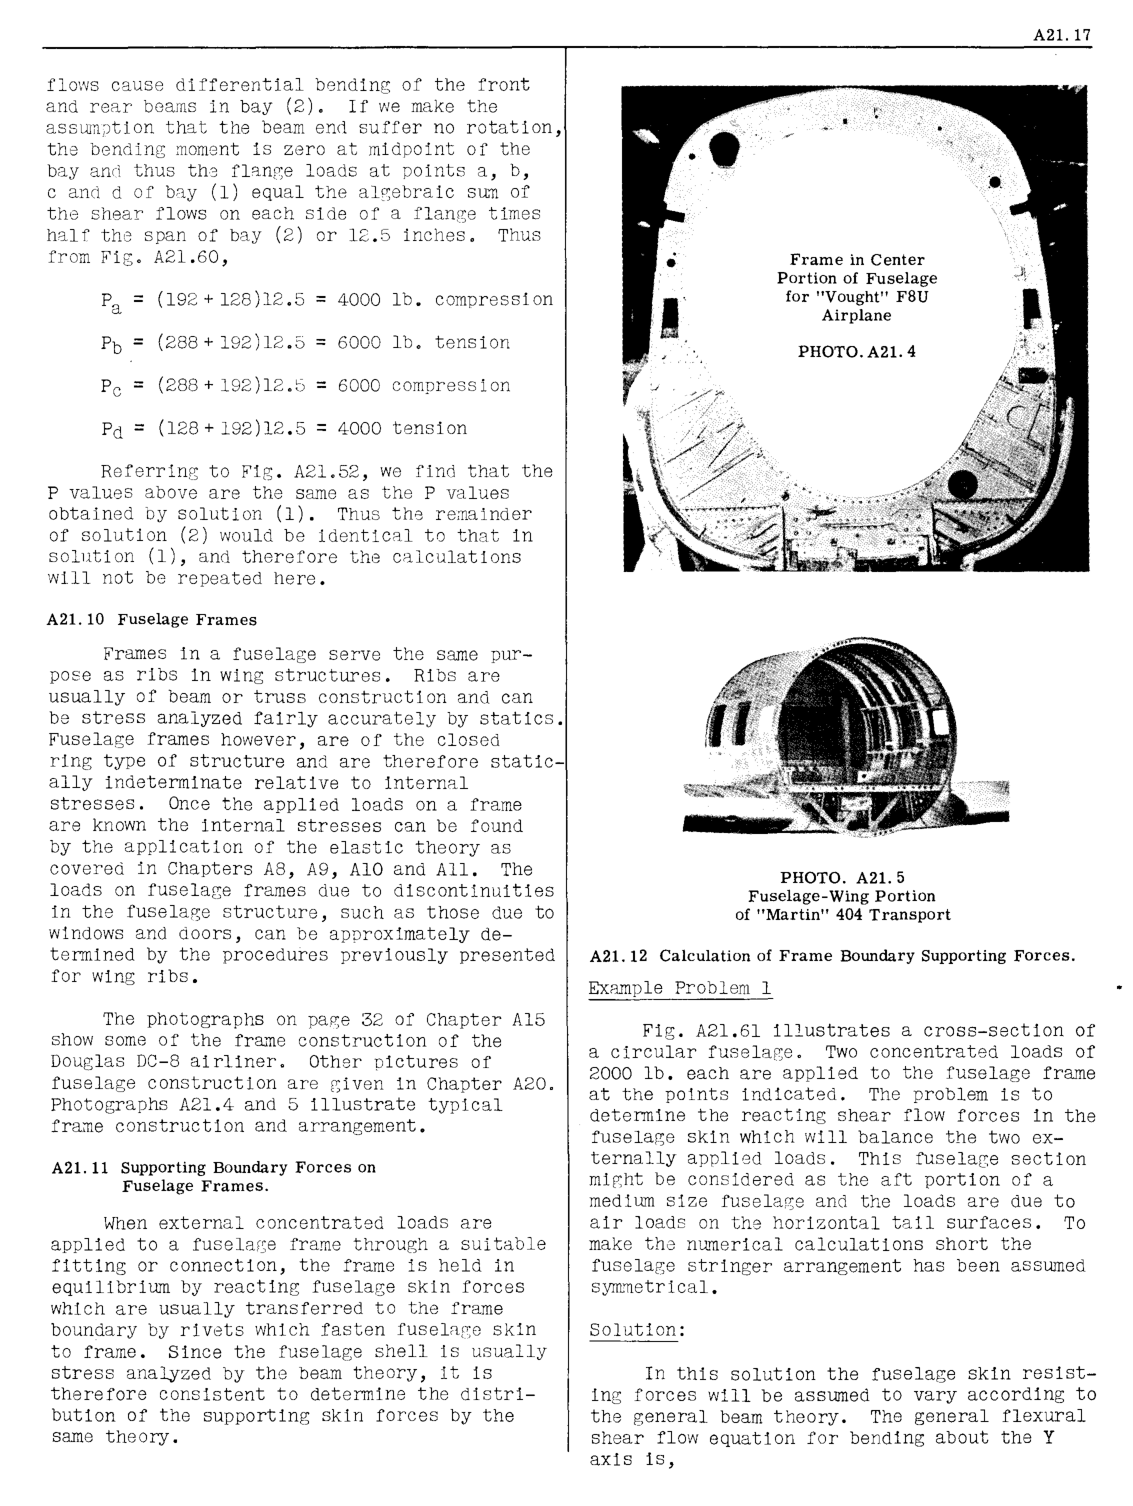 A21.17
flows cause differential bending of the front
and rear beams in bay (2). If we make the
assumption that the beam end suffer no rotation,
the bending moment is zero at midpoint of the
bay and thus the flange loads at points a, b,
c and d of bay (1) equal the algebraic sum of
the shear flows on each side of a flange times
half the span of bay (2) or 12.5 inches. Thus
from Fig. A21.60,
Pa = (192 + 128)12.5 = 4000 lb. compression
Pb = (288 + 192)12.5 = 6000 lb. tension
Pc = (288 + 192)12.5 = 6000 compression
Pd = (128 + 192)12.5 = 4000 tension
Referring to Fig. A21.52, we find that the
P values above are the same as the P values
obtained by solution (1). Thus the remainder
of solution (2) would be identical to that in
solution (1), and therefore the calculations
will not be repeated here.
A21.10 Fuselage Frames
Frames in a fuselage serve the same pur-
pose as ribs in wing structures. Ribs are
usually of beam or truss construction and can
be stress analyzed fairly accurately by statics.
Fuselage frames however, are of the closed
ring type of structure and are therefore static-
ally indeterminate relative to internal
stresses. Once the applied loads on a frame
are known the internal stresses can be found
by the application of the elastic theory as
covered in Chapters A8, A9, A10 and A11. The
loads on fuselage frames due to discontinuities
in the fuselage structure, such as those due to
windows and doors, can be approximately de-
termined by the procedures previously presented
for wing ribs.
The photographs on page 32 of Chapter A15
show some of the frame construction of the
Douglas DC-8 airliner. Other pictures of
fuselage construction are given in Chapter A20.
Photographs A21.4 and 5 illustrate typical
frame construction and arrangement.
A21.11 Supporting Boundary Forces on
Fuselage Frames.
When external concentrated loads are
applied to a fuselage frame through a suitable
fitting or connection, the frame is held in
equilibrium by reacting fuselage skin forces
which are usually transferred to the frame
boundary by rivets which fasten fuselage skin
to frame. Since the fuselage shell is usually
stress analyzed by the beam theory, it is
therefore consistent to determine the distri-
bution of the supporting skin forces by the
same theory.
Frame in Center
Portion of Fuselage
for "Vought" F8U
Airplane
PHOTO. A21.4
PHOTO. A21.5
Fuselage-Wing Portion
of "Martin" 404 Transport
A21.12 Calculation of Frame Boundary Supporting Forces.
Example Problem 1
Fig. A21.61 illustrates a cross-section of
a circular fuselage. Two concentrated loads of
2000 lb. each are applied to the fuselage frame
at the points indicated. The problem is to
determine the reacting shear flow forces in the
fuselage skin which will balance the two ex-
ternally applied loads. This fuselage section
might be considered as the aft portion of a
medium size fuselage and the loads are due to
air loads on the horizontal tail surfaces. To
make the numerical calculations short the
fuselage stringer arrangement has been assumed
symmetrical.
Solution:
In this solution the fuselage skin resist-
ing forces will be assumed to vary according to
the general beam theory. The general flexural
shear flow equation for bending about the Y
axis is,